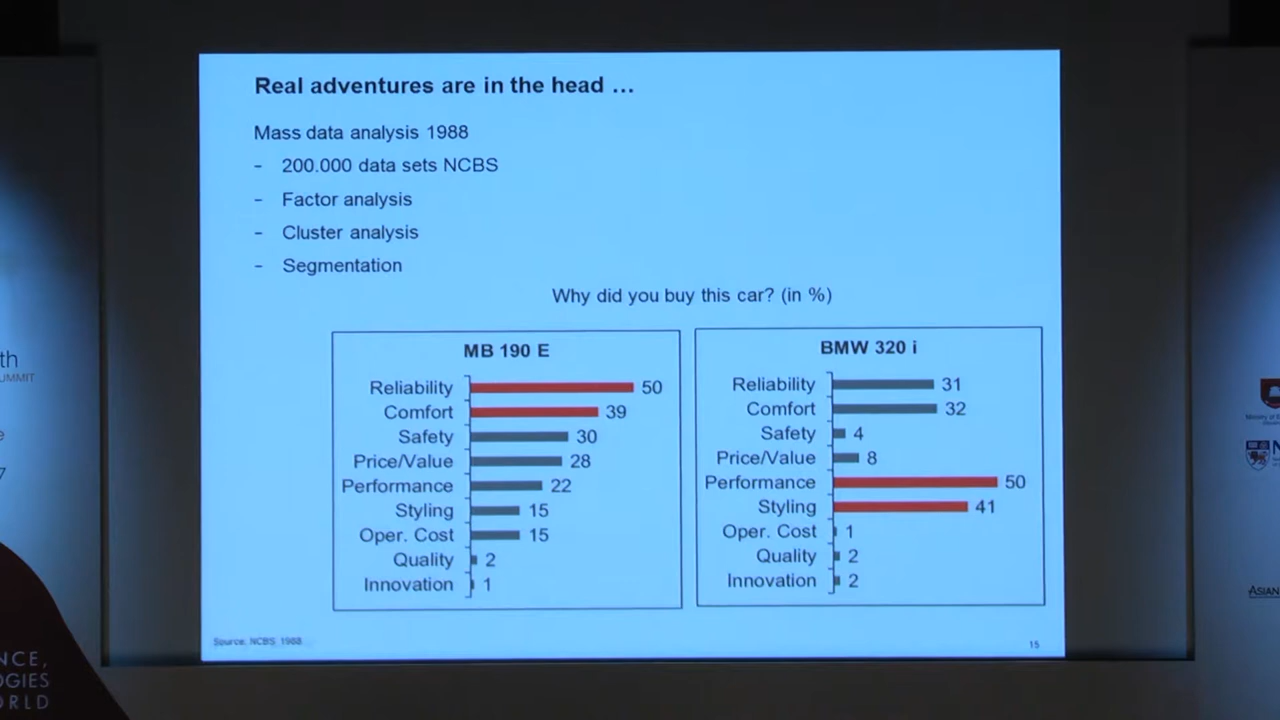 Real adventures are in the head ...
Mass data analysis 1988
- 200.000 data sets NCBS
- Factor analysis
- Cluster analysis
- Segmentation
Why did you buy this car? (in %)
MB 190 E
Reliability 50
Comfort 39
Safety 30
Price/Value 28
Performance 22
Styling 15
Oper. Cost 15
Quality 2
Innovation 1
BMW 320 i
Reliability 31
Comfort 32
Safety 4
Price/Value 8
Performance 50
Styling 41
Oper. Cost 1
Quality 2
Innovation 2
Source: NCBS 1988
15
th
UMMIT
e
7
NCE,
OGIES
ORLD
ASIAN